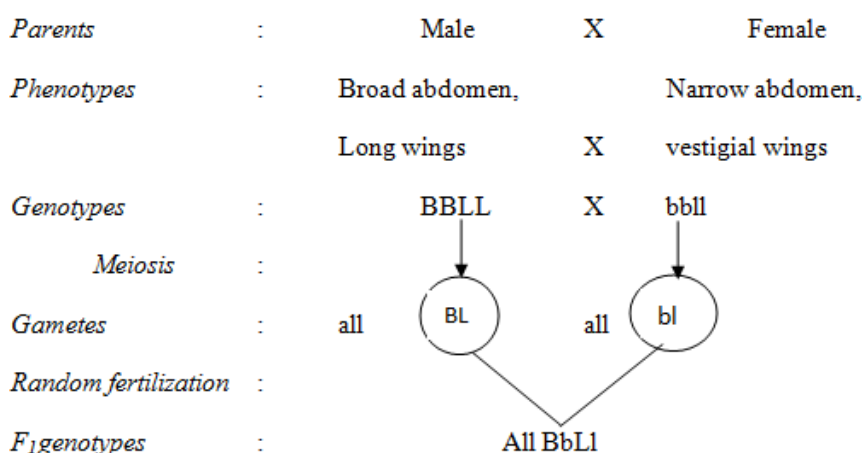 Parents : Male X Female
Phenotypes : Broad abdomen, Narrow abdomen,
Long wings X vestigial wings
Genotypes : BBLL X bbll
Meiosis :
Gametes : all BL all bl
Random fertilization :
F1genotypes : All BbLl